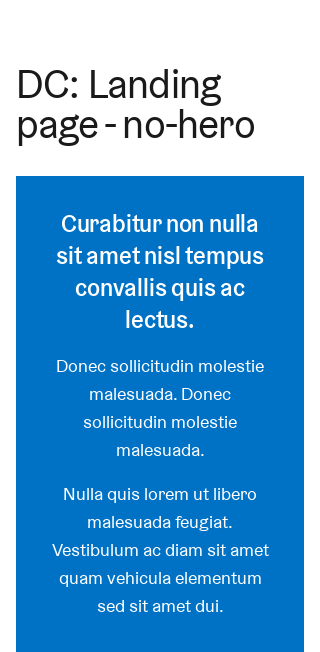 DC: Landing
page - no-hero
Curabitur non nulla
sit amet nisl tempus
convallis quis ac
lectus.
Donec sollicitudin molestie
malesuada. Donec
sollicitudin molestie
malesuada.
Nulla quis lorem ut libero
malesuada feugiat.
Vestibulum ac diam sit amet
quam vehicula elementum
sed sit amet dui.